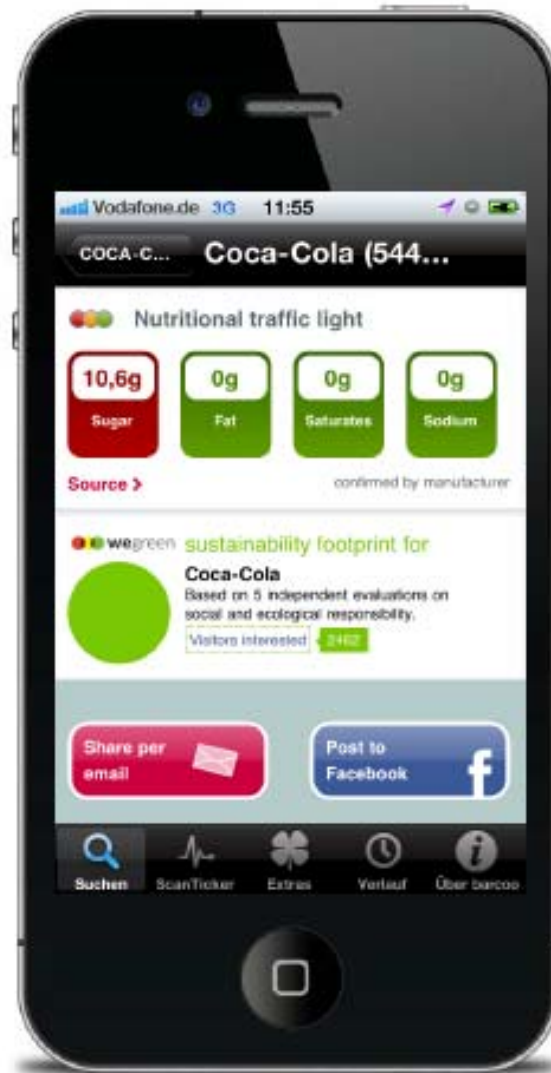 Vodafone.de 3G 11:55
COCA-C... Coca-Cola (544...
Nutritional traffic light
10,6g 0g 0g 0g
Sugar Fat Saturates Sodium
Source > confirmed by manufacturer
wegreen sustainability footprint for
Coca-Cola
Based on 5 independent evaluations on
social and ecological responsibility.
Visitors interested 2462
Share per
email
Post to
Facebook
f
Suchen ScanTicker Extras Verlauf Über barcoo